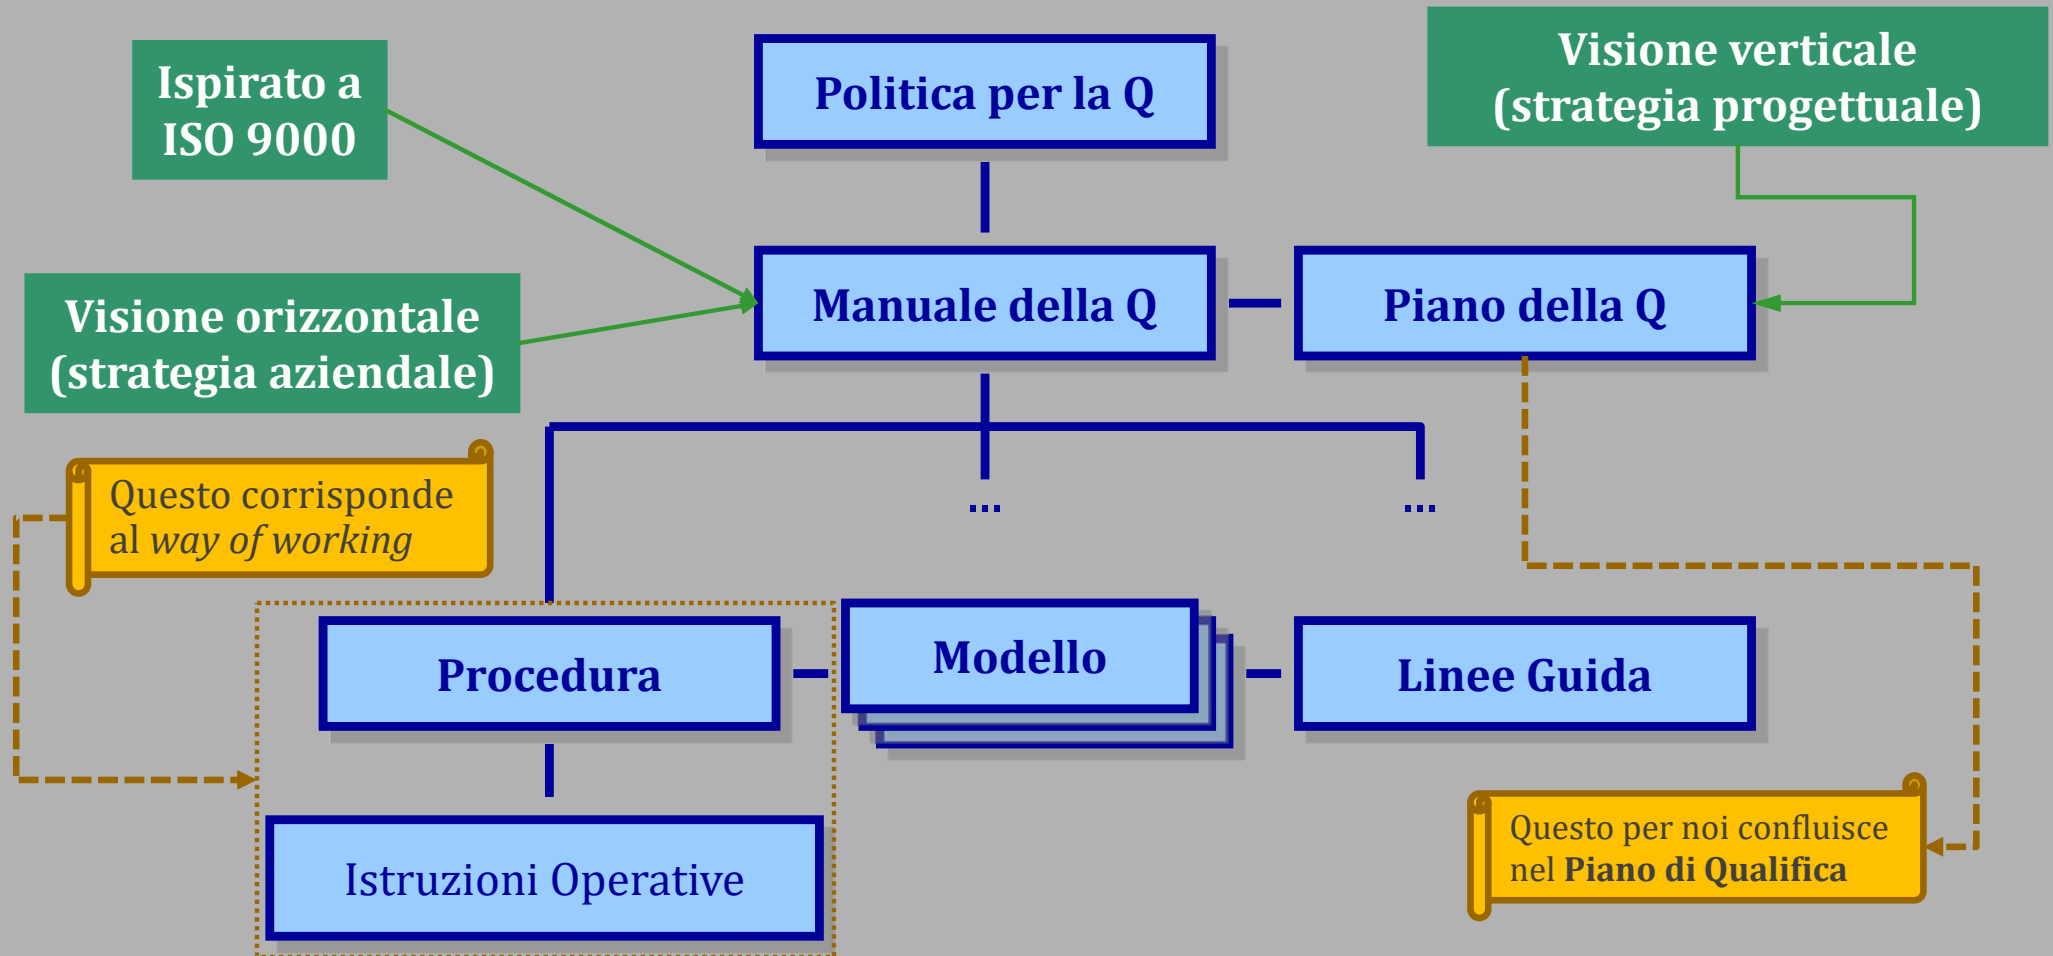 Ispirato a
ISO 9000
Politica per la Q
Visione verticale
(strategia progettuale)
Visione orizzontale
(strategia aziendale)
Manuale della Q
Piano della Q
Questo corrisponde
al way of working
...
...
Procedura
Modello
Linee Guida
Istruzioni Operative
Questo per noi confluisce
nel Piano di Qualifica